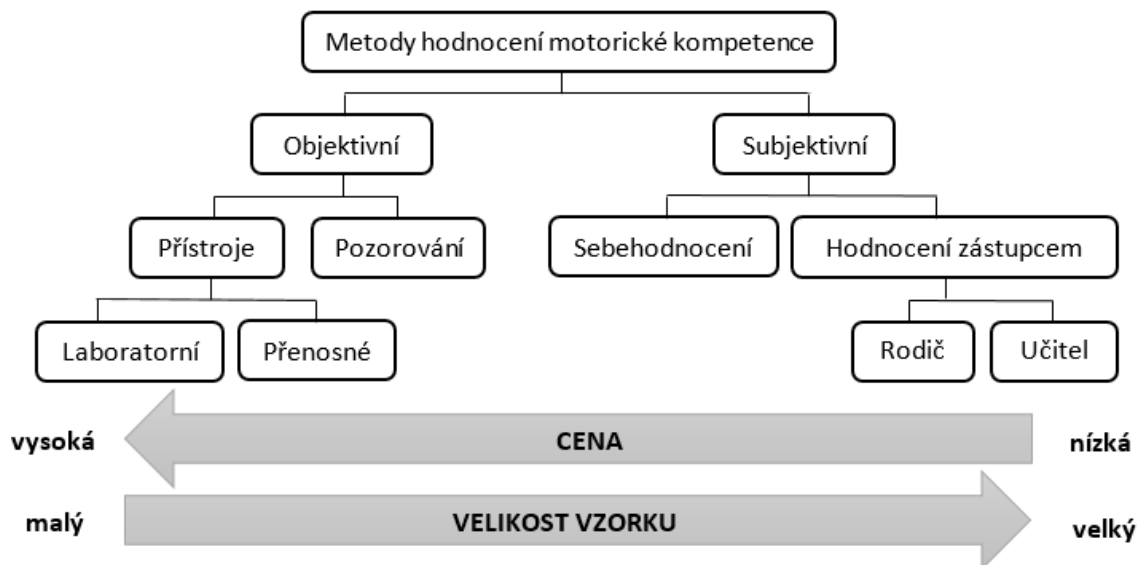 Metody hodnocení motorické kompetence
Objektivní
Subjektivní
Přístroje
Pozorování
Sebehodnocení
Hodnocení zástupcem
Laboratorní
Přenosné
Rodič
Učitel
vysoká
CENA
nízká
malý
VELIKOST VZORKU
velký